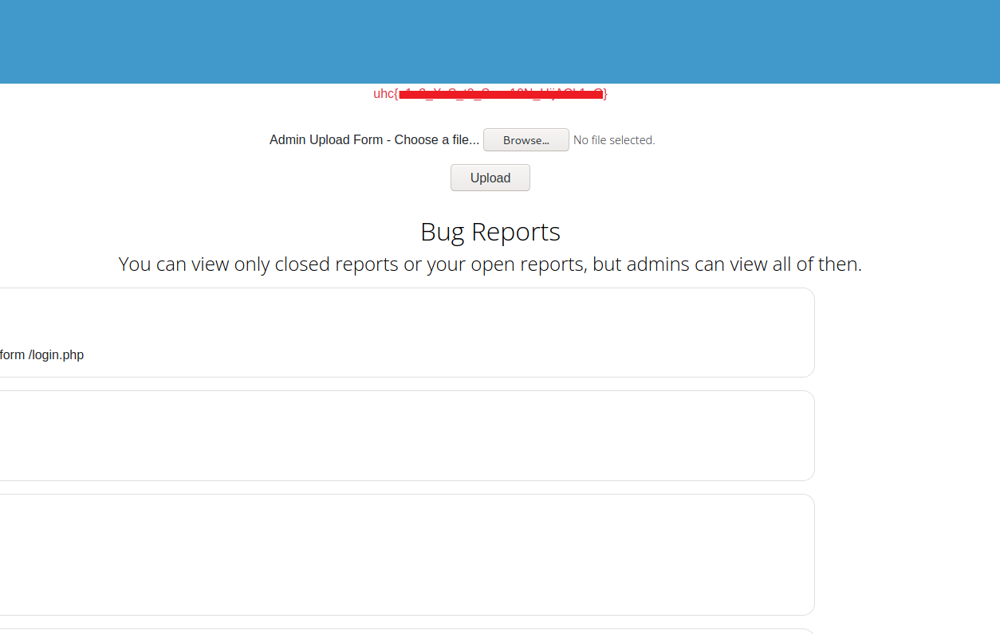 uhc{}
Admin Upload Form - Choose a file... Browse... No file selected.
Upload
Bug Reports
You can view only closed reports or your open reports, but admins can view all of then.
form /login.php